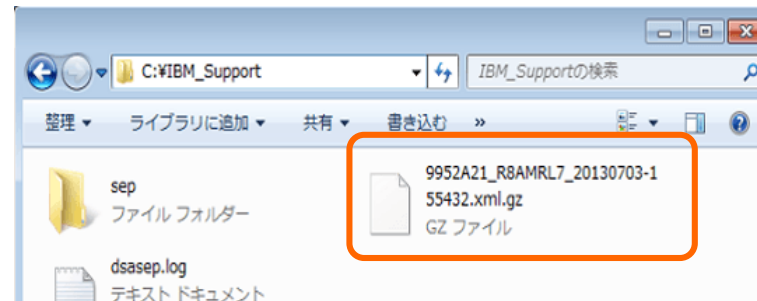 C:¥IBM_Support
IBM_Supportの検索
整理 ライブラリに追加 共有 書き込む »
sep
ファイル フォルダー
9952A21_R8AMRL7_20130703-1
55432.xml.gz
GZ ファイル
dsasep.log
テキスト ドキュメント